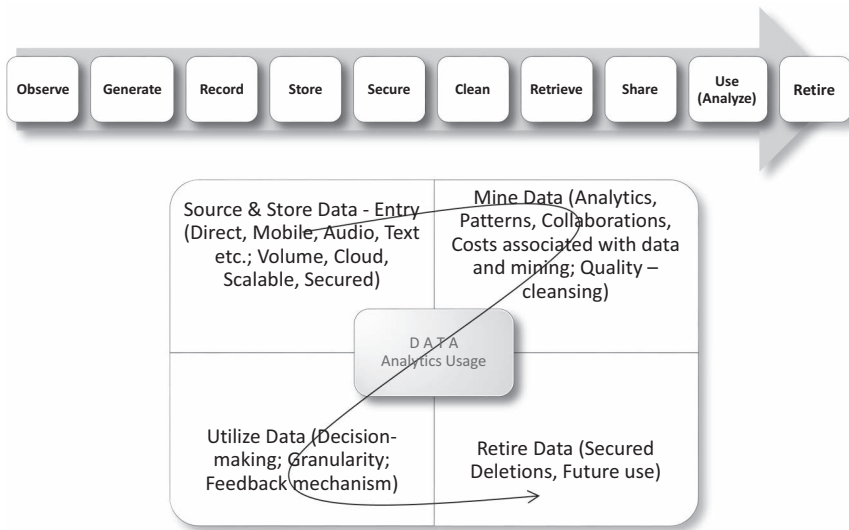 Observe
Generate
Record
Store
Secure
Clean
Retrieve
Share
Use
(Analyze)
Retire
Source & Store Data - Entry
(Direct, Mobile, Audio, Text
etc.; Volume, Cloud,
Scalable, Secured)
Mine Data (Analytics,
Patterns, Collaborations,
Costs associated with data
and mining; Quality –
cleansing)
D A T A
Analytics Usage
Utilize Data (Decision-
making; Granularity;
Feedback mechanism)
Retire Data (Secured
Deletions, Future use)